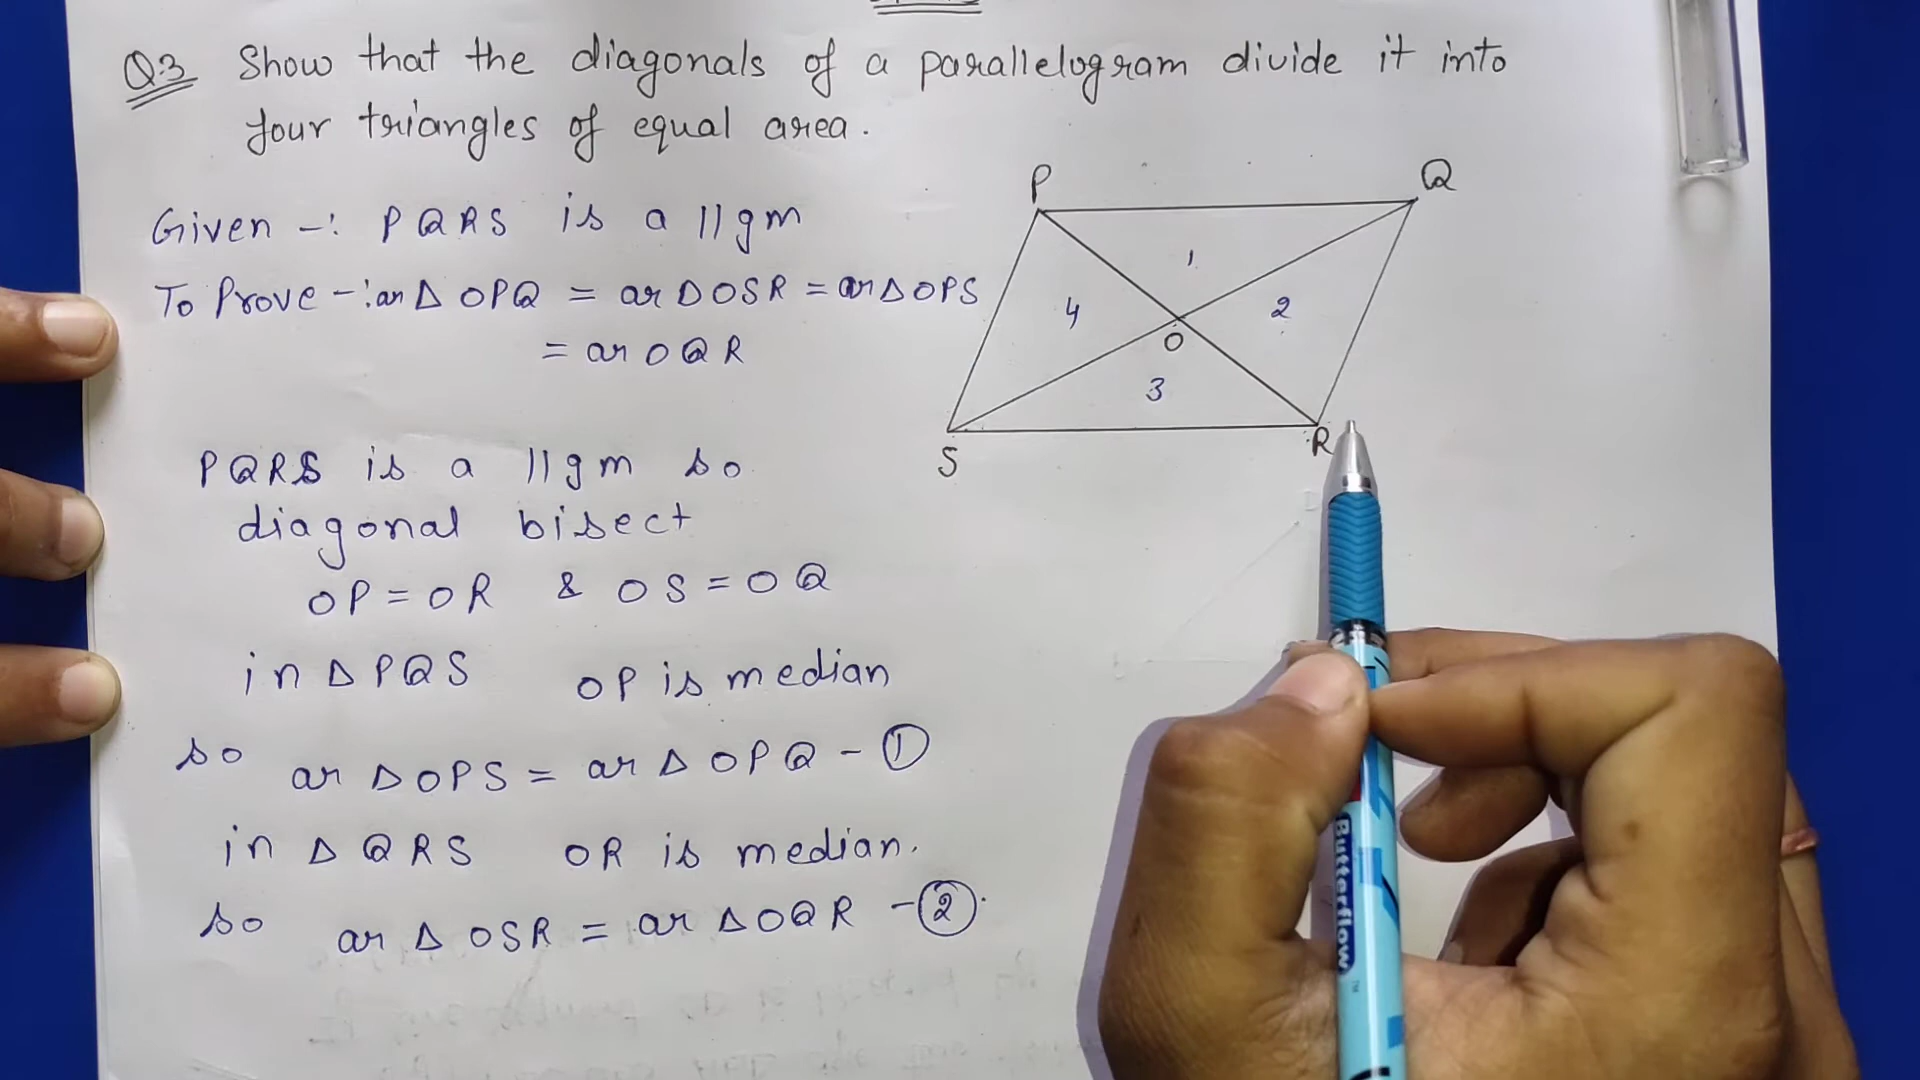 Q.3 Show that the diagonals of a parallelogram divide it into
four triangles of equal area.
Given -: PQRS is a ||gm
To Prove -: ar Δ OPQ = ar Δ OSR = ar Δ OPS
= ar OQR
P
Q
1
4
2
O
3
S
R
PQRS is a ||gm so
diagonal bisect
OP = OR & OS = OQ
in Δ PQS OP is median
so ar Δ OPS = ar Δ OPQ - ①
in Δ QRS OR is median.
so ar Δ OSR = ar Δ OQR - ②
Butterflow
TM